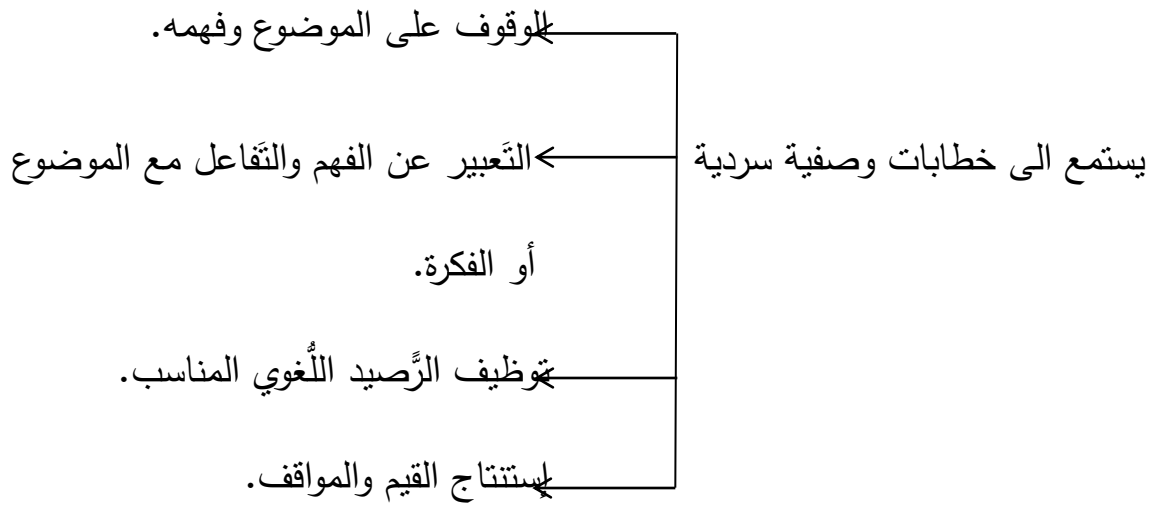 الوقوف على الموضوع وفهمه.
يستمع الى خطابات وصفية سردية
التَعبير عن الفهم والتَفاعل مع الموضوع
أو الفكرة.
توظيف الرًّصيد اللُّغوي المناسب.
إستنتاج القيم والمواقف.